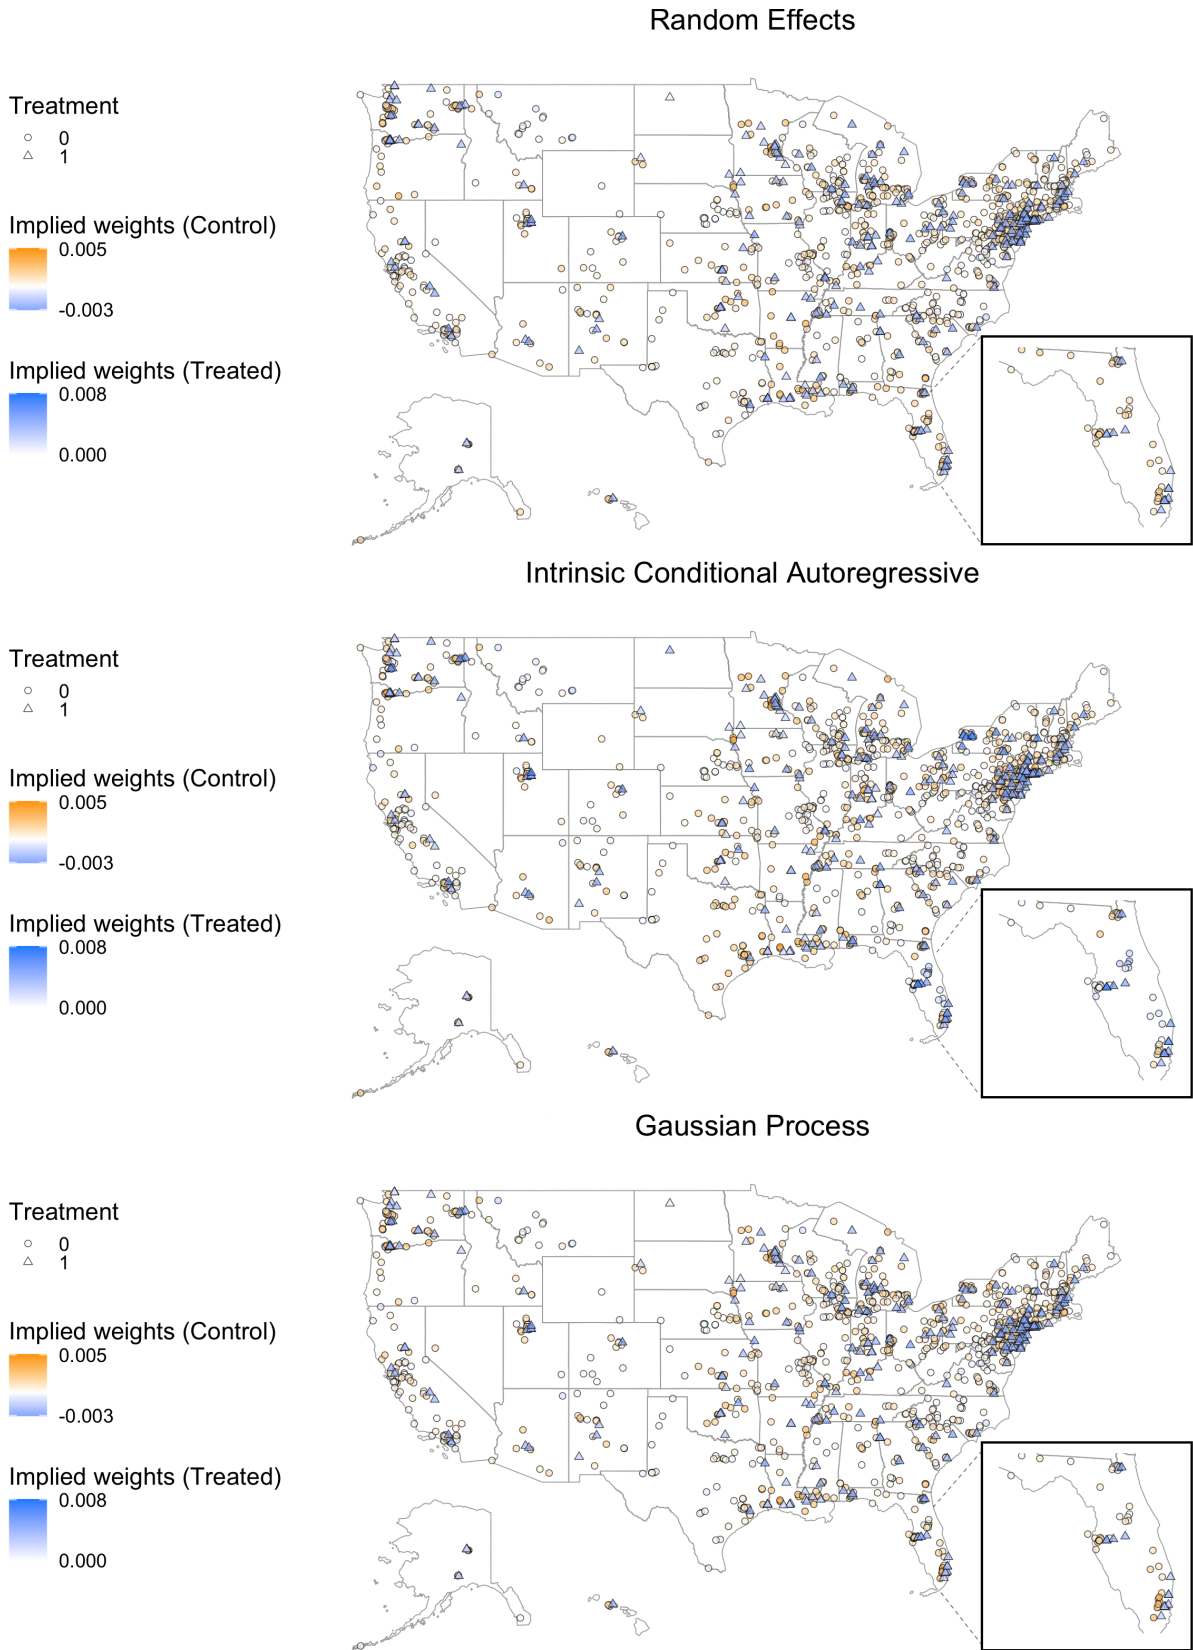 Random Effects
Treatment
0
1
Implied weights (Control)
0.005
-0.003
Implied weights (Treated)
0.008
0.000
Intrinsic Conditional Autoregressive
Treatment
0
1
Implied weights (Control)
0.005
-0.003
Implied weights (Treated)
0.008
0.000
Gaussian Process
Treatment
0
1
Implied weights (Control)
0.005
-0.003
Implied weights (Treated)
0.008
0.000